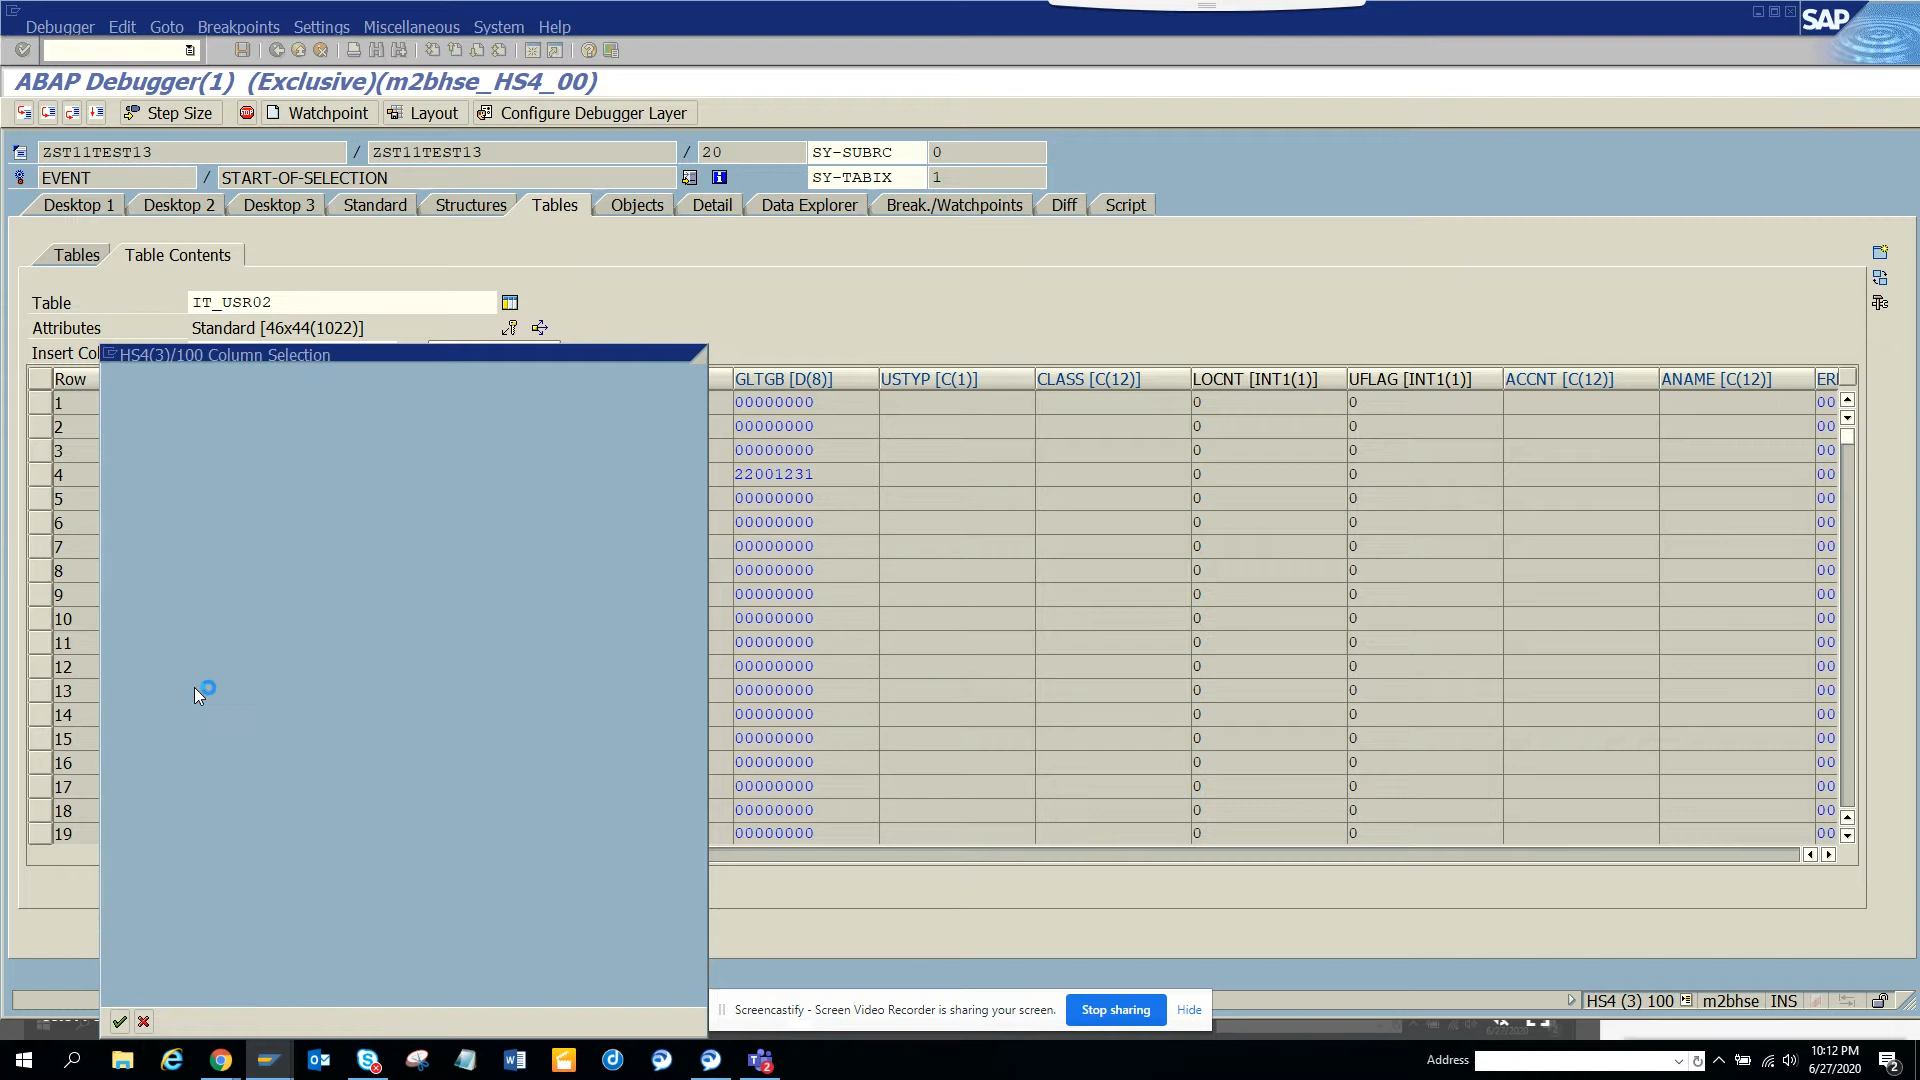 Debugger Edit Goto Breakpoints Settings Miscellaneous System Help
SAP
ABAP Debugger(1) (Exclusive)(m2bhse_HS4_00)
Step Size Watchpoint Layout Configure Debugger Layer
ZST11TEST13 / ZST11TEST13 / 20 SY-SUBRC 0
EVENT / START-OF-SELECTION SY-TABIX 1
Desktop 1 Desktop 2 Desktop 3 Standard Structures Tables Objects Detail Data Explorer Break./Watchpoints Diff Script
Tables Table Contents
Table IT_USR02
Attributes Standard [46x44(1022)]
Insert Col
HS4(3)/100 Column Selection
Row GLTGB [D(8)] USTYP [C(1)] CLASS [C(12)] LOCNT [INT1(1)] UFLAG [INT1(1)] ACCNT [C(12)] ANAME [C(12)]
1 00000000 0 0 00
2 00000000 0 0 00
3 00000000 0 0 00
4 22001231 0 0 00
5 00000000 0 0 00
6 00000000 0 0 00
7 00000000 0 0 00
8 00000000 0 0 00
9 00000000 0 0 00
10 00000000 0 0 00
11 00000000 0 0 00
12 00000000 0 0 00
13 00000000 0 0 00
14 00000000 0 0 00
15 00000000 0 0 00
16 00000000 0 0 00
17 00000000 0 0 00
18 00000000 0 0 00
19 00000000 0 0 00
Screencastify - Screen Video Recorder is sharing your screen. Stop sharing Hide
HS4 (3) 100 m2bhse INS
Address
10:12 PM
6/27/2020
2
2